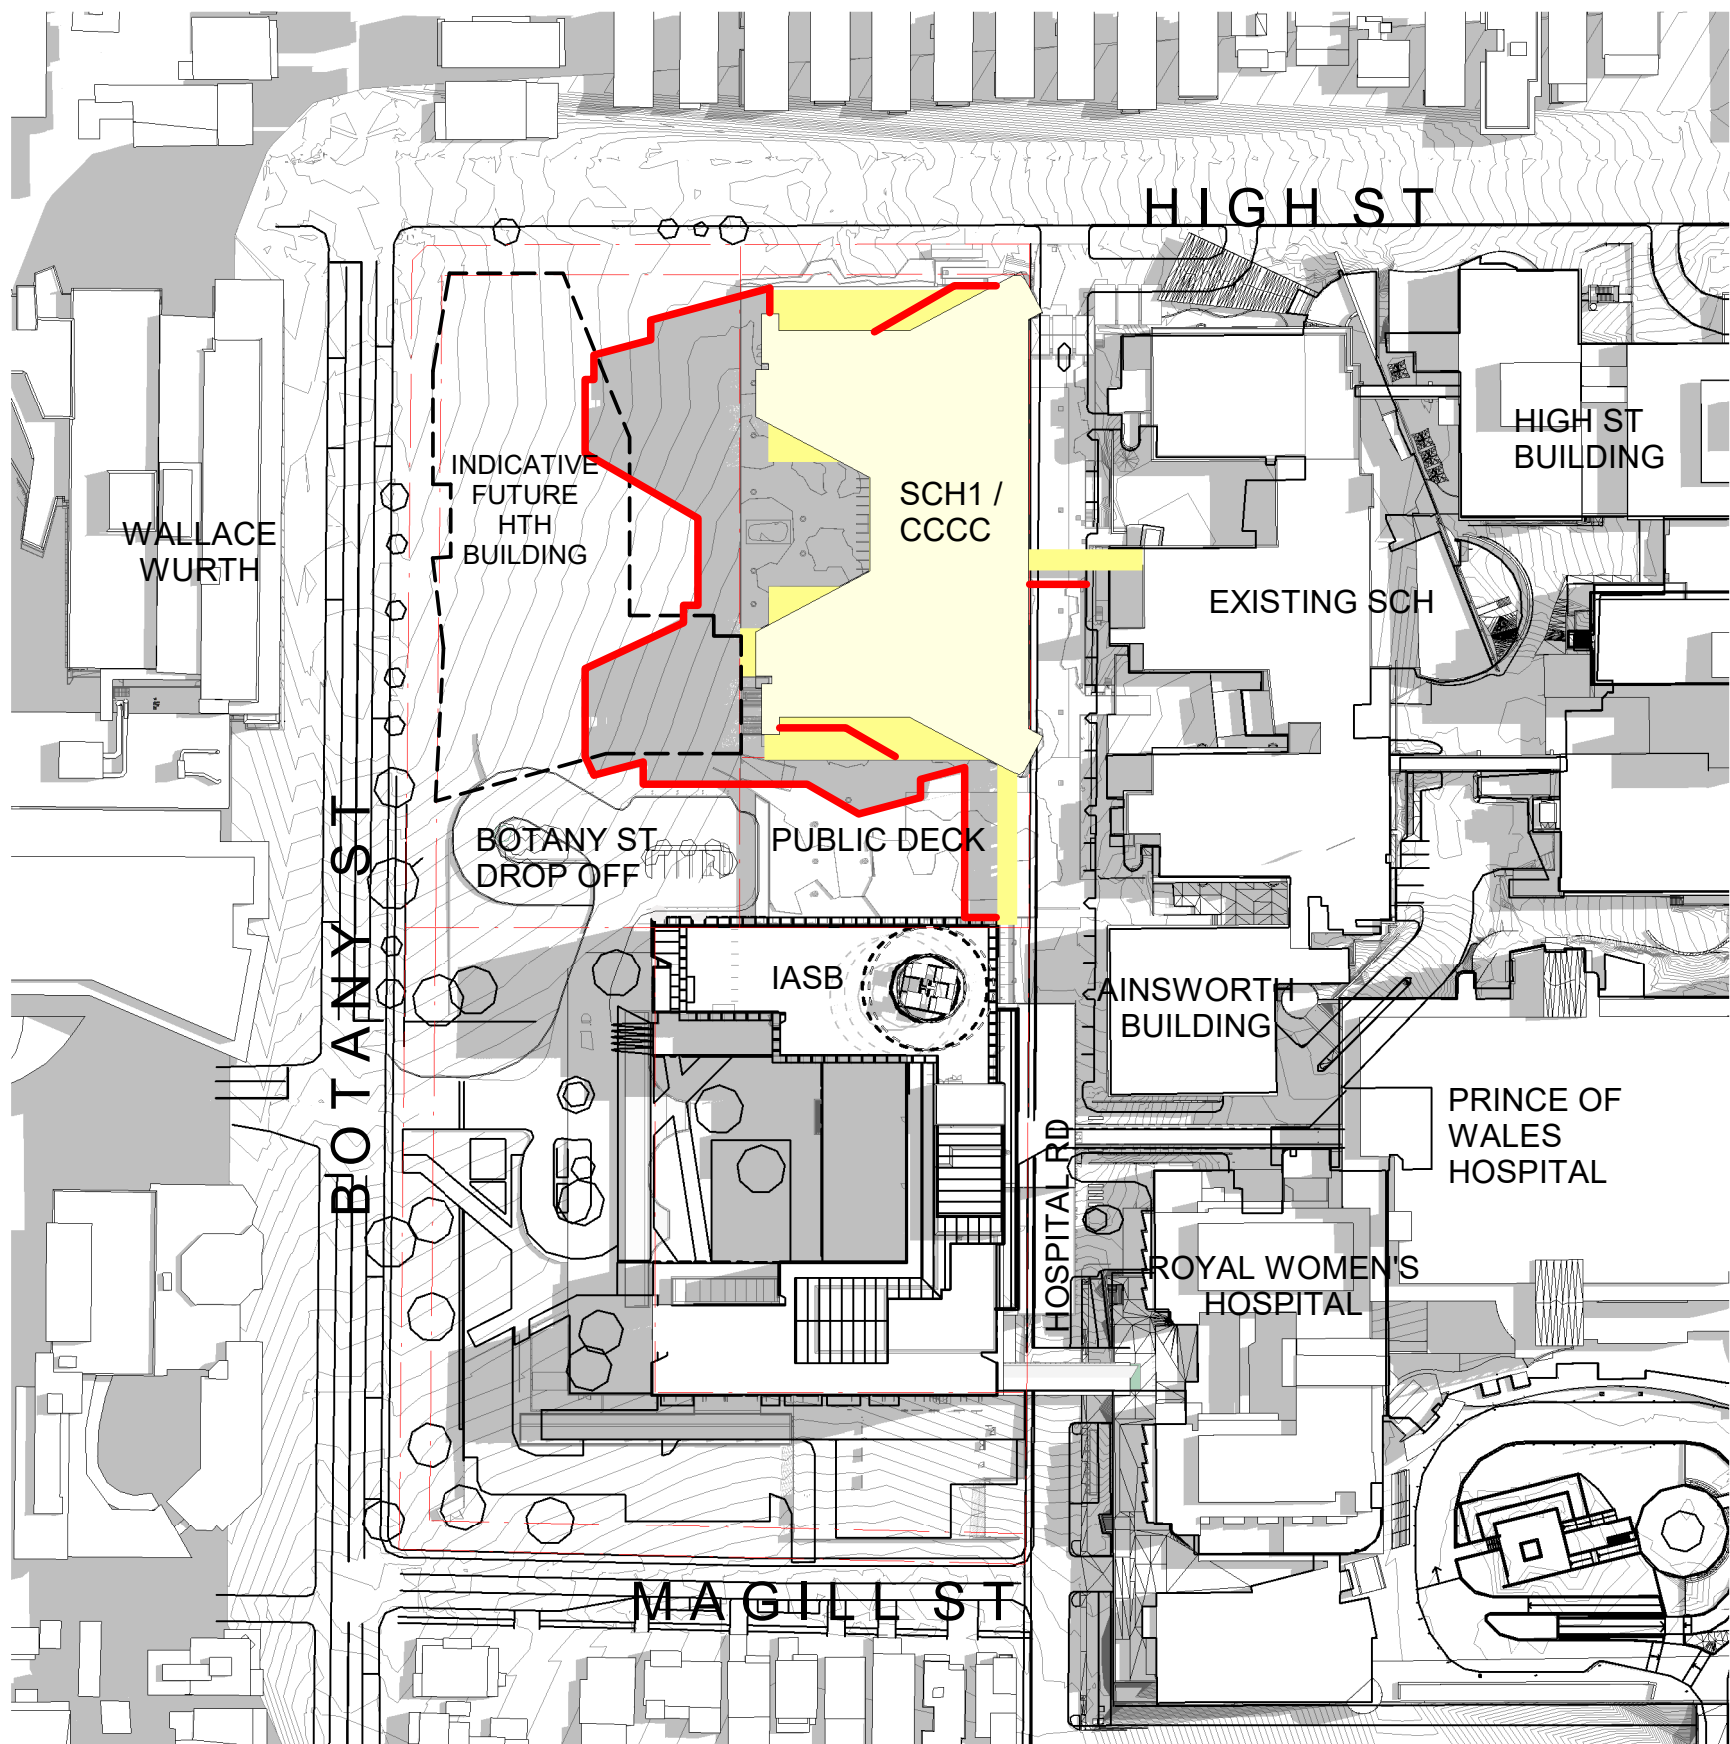 HIGH ST
HIGH ST
BUILDING
INDICATIVE
FUTURE
HTH
BUILDING
SCH1 /
CCCC
WALLACE
WURTH
EXISTING SCH
BOTANY ST
DROP OFF
PUBLIC DECK
BOTANY ST
IASB
AINSWORTH
BUILDING
PRINCE OF
WALES
HOSPITAL
HOSPITAL RD
ROYAL WOMEN'S
HOSPITAL
MAGILL ST